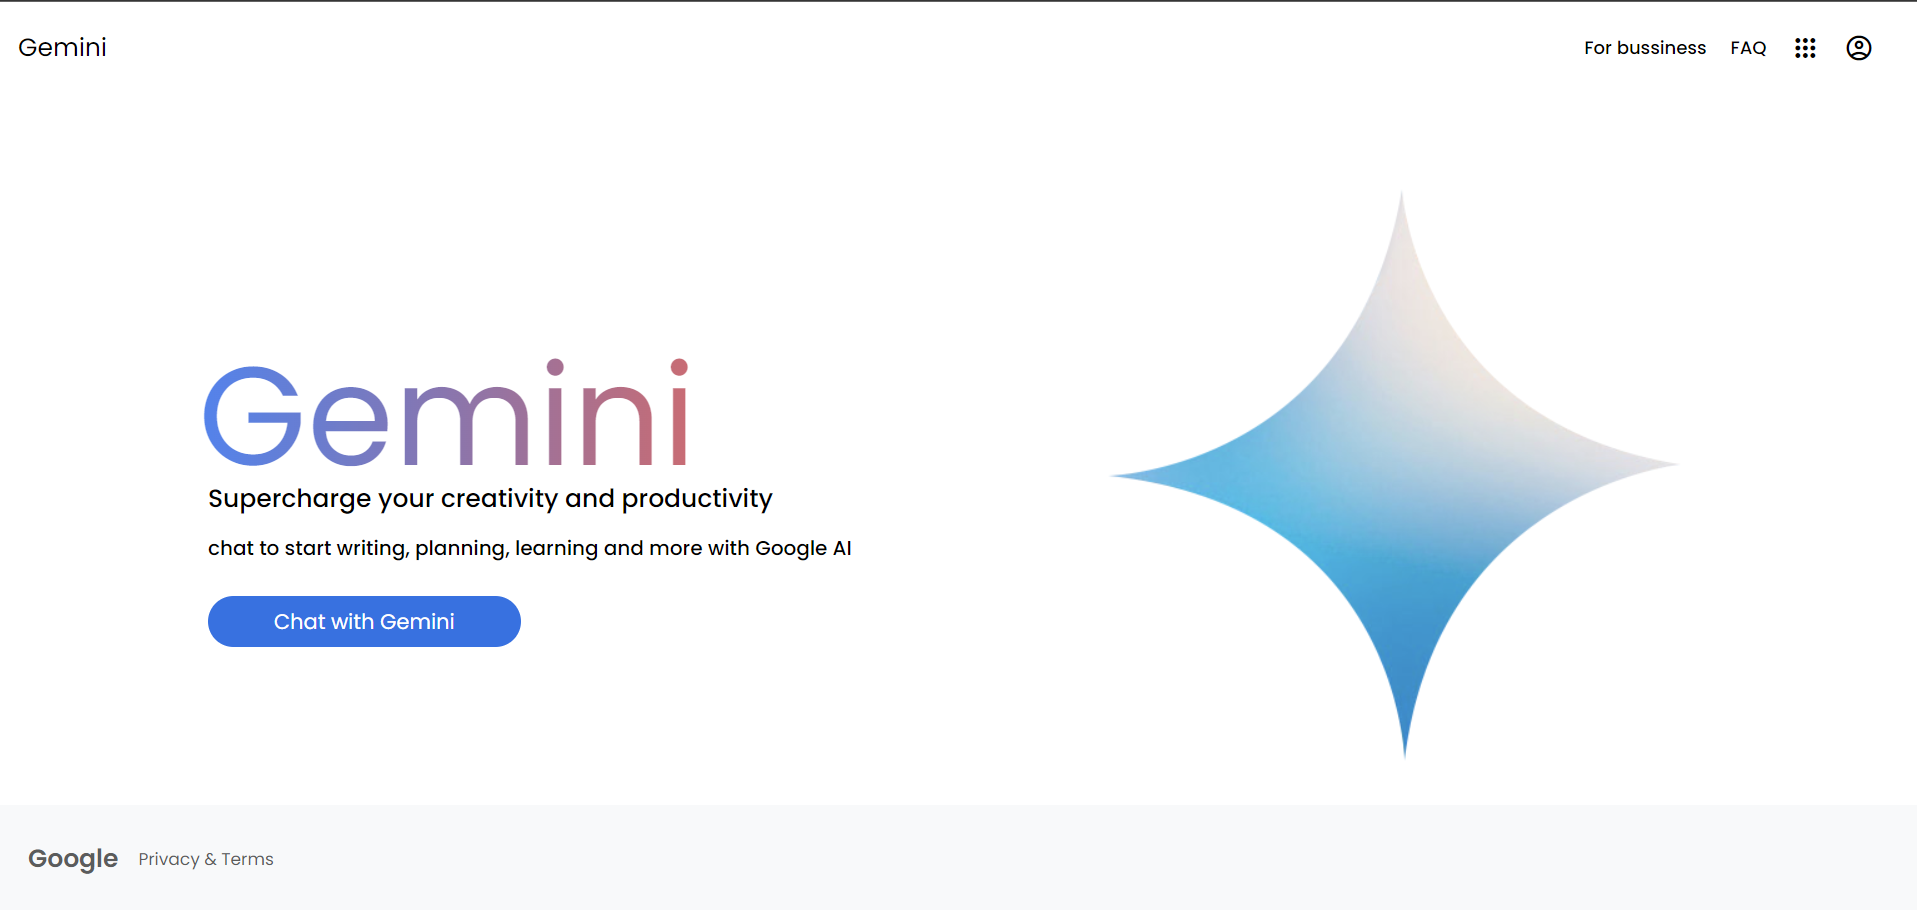 Gemini
For bussiness FAQ
Gemini
Supercharge your creativity and productivity
chat to start writing, planning, learning and more with Google AI
Chat with Gemini
Google Privacy & Terms